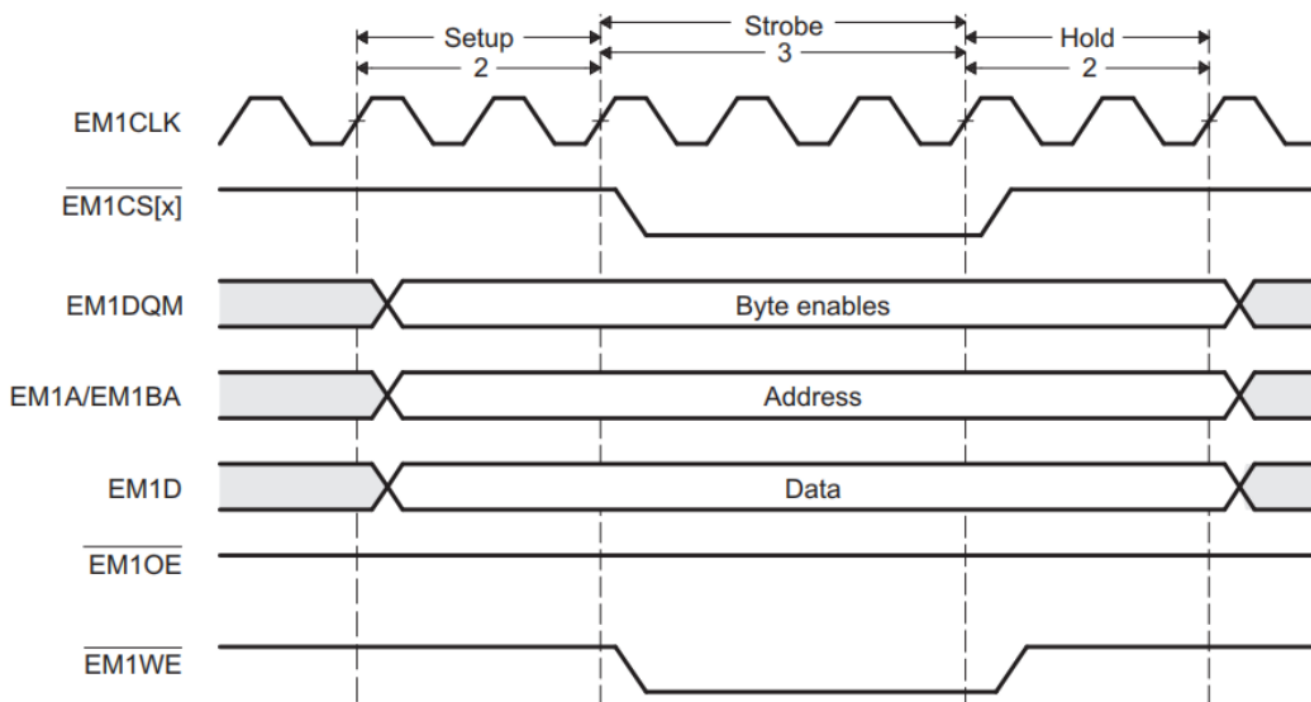 Setup
2
Strobe
3
Hold
2
EM1CLK
EM1CS[x]
EM1DQM
Byte enables
EM1A/EM1BA
Address
EM1D
Data
EM1OE
EM1WE